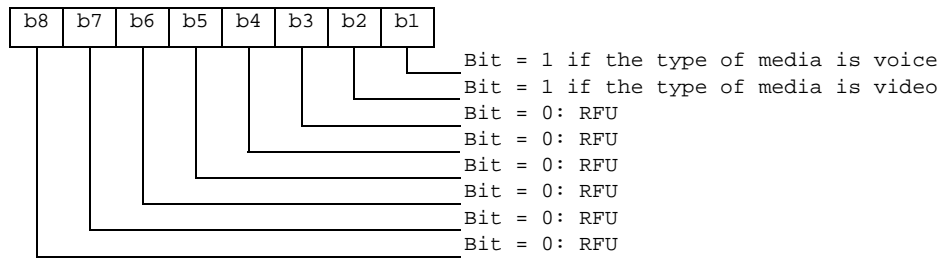 b8 b7 b6 b5 b4 b3 b2 b1
Bit = 1 if the type of media is voice
Bit = 1 if the type of media is video
Bit = 0: RFU
Bit = 0: RFU
Bit = 0: RFU
Bit = 0: RFU
Bit = 0: RFU
Bit = 0: RFU